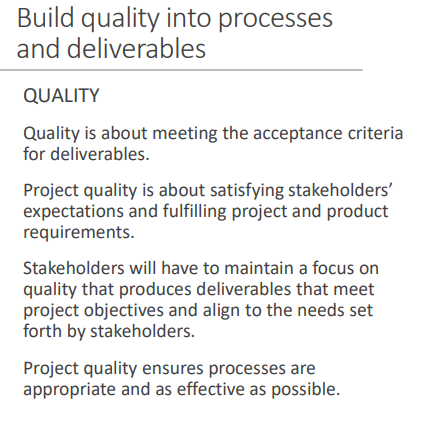 Build quality into processes
and deliverables
QUALITY
Quality is about meeting the acceptance criteria
for deliverables.
Project quality is about satisfying stakeholders’
expectations and fulfilling project and product
requirements.
Stakeholders will have to maintain a focus on
quality that produces deliverables that meet
project objectives and align to the needs set
forth by stakeholders.
Project quality ensures processes are
appropriate and as effective as possible.